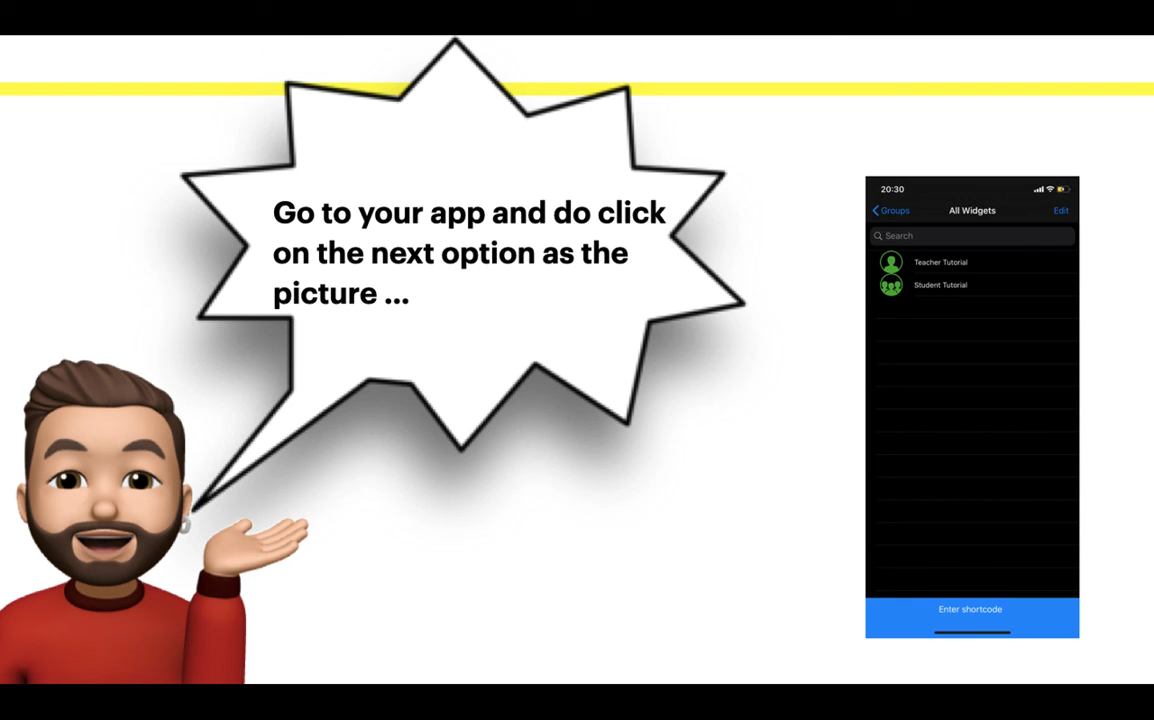 Go to your app and do click
on the next option as the
picture ...
20:30
Groups
All Widgets
Edit
Search
Teacher Tutorial
Student Tutorial
Enter shortcode